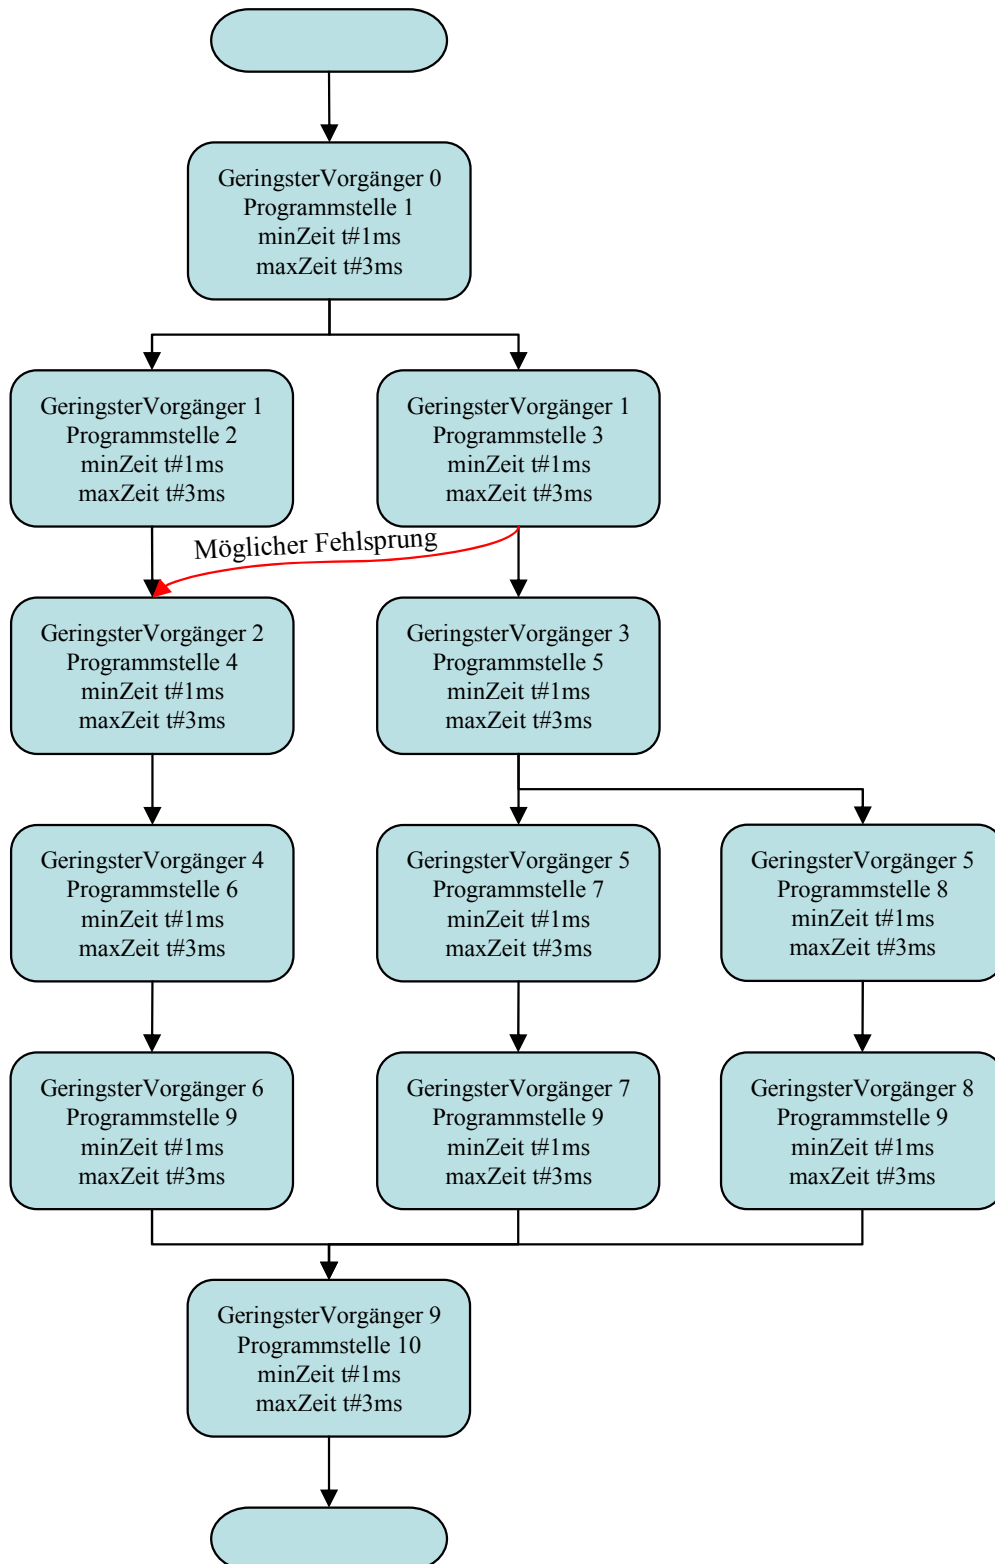 GeringsterVorgänger 0
Programmstelle 1
minZeit t#1ms
maxZeit t#3ms
GeringsterVorgänger 1
Programmstelle 2
minZeit t#1ms
maxZeit t#3ms
GeringsterVorgänger 1
Programmstelle 3
minZeit t#1ms
maxZeit t#3ms
Möglicher Fehlsprung
GeringsterVorgänger 2
Programmstelle 4
minZeit t#1ms
maxZeit t#3ms
GeringsterVorgänger 3
Programmstelle 5
minZeit t#1ms
maxZeit t#3ms
GeringsterVorgänger 4
Programmstelle 6
minZeit t#1ms
maxZeit t#3ms
GeringsterVorgänger 5
Programmstelle 7
minZeit t#1ms
maxZeit t#3ms
GeringsterVorgänger 5
Programmstelle 8
minZeit t#1ms
maxZeit t#3ms
GeringsterVorgänger 6
Programmstelle 9
minZeit t#1ms
maxZeit t#3ms
GeringsterVorgänger 7
Programmstelle 9
minZeit t#1ms
maxZeit t#3ms
GeringsterVorgänger 8
Programmstelle 9
minZeit t#1ms
maxZeit t#3ms
GeringsterVorgänger 9
Programmstelle 10
minZeit t#1ms
maxZeit t#3ms